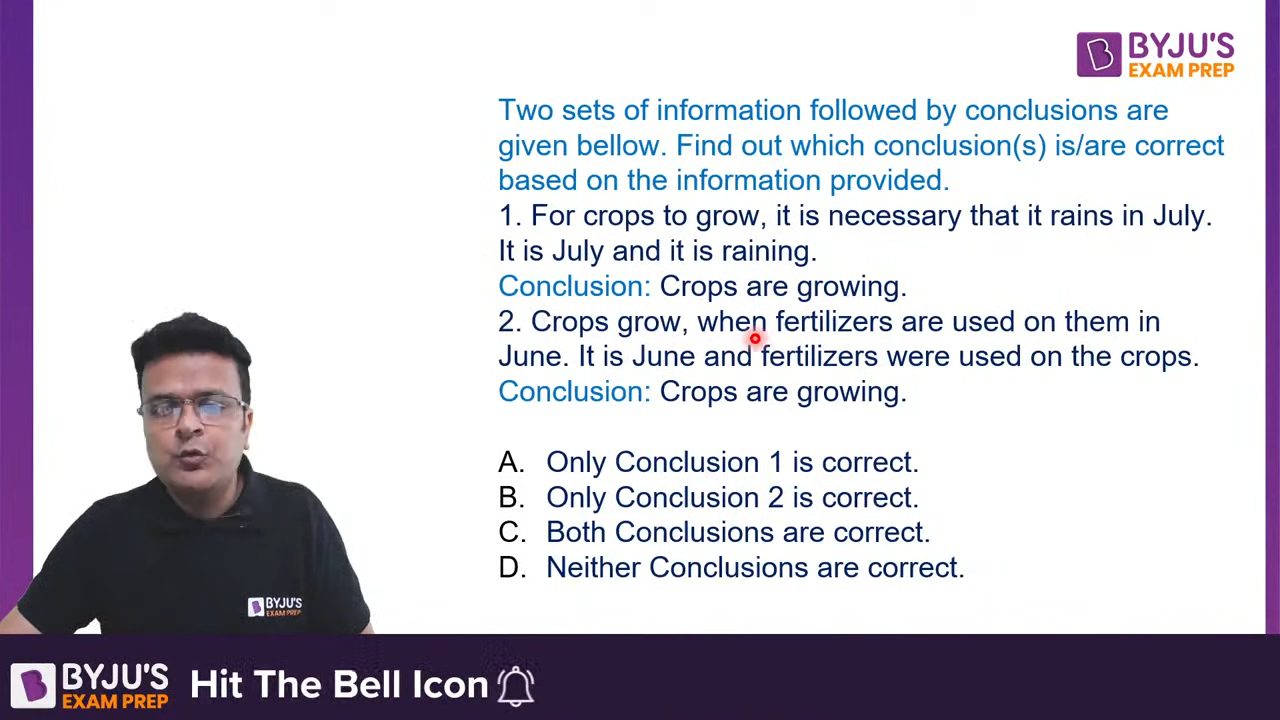 BYJU'S
EXAM PREP
Two sets of information followed by conclusions are
given bellow. Find out which conclusion(s) is/are correct
based on the information provided.
1. For crops to grow, it is necessary that it rains in July.
It is July and it is raining.
Conclusion: Crops are growing.
2. Crops grow, when fertilizers are used on them in
June. It is June and fertilizers were used on the crops.
Conclusion: Crops are growing.
A. Only Conclusion 1 is correct.
B. Only Conclusion 2 is correct.
C. Both Conclusions are correct.
D. Neither Conclusions are correct.
BYJU'S
EXAM PREP
BYJU'S
EXAM PREP
Hit The Bell Icon